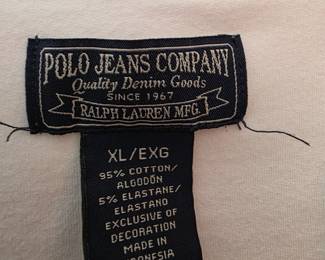 POLO JEANS COMPANY
Quality Denim Goods
SINCE 1967
RALPH LAUREN MFG.
XL/EXG
95% COTTON/
ALGODÓN
5% ELASTANE/
ELASTANO
EXCLUSIVE OF
DECORATION
MADE IN
INDONESIA